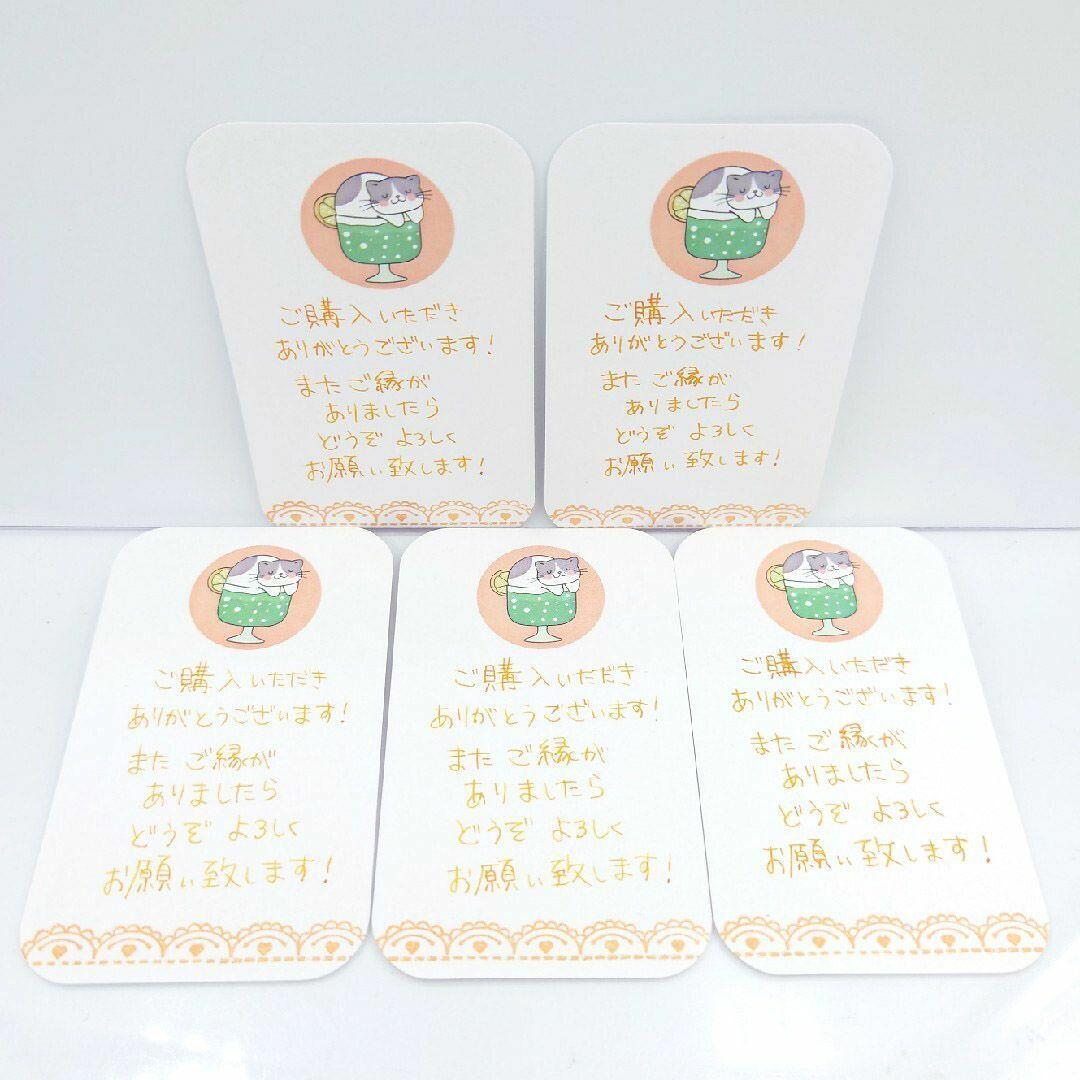 ご購入いただき
ありがとうございます!
また ご縁が
ありましたら
どうぞ よろしく
お願い致します!
ご購入いただき
ありがとうございます!
また ご縁が
ありましたら
どうぞ よろしく
お願い致します!
ご購入いただき
ありがとうございます!
また ご縁が
ありましたら
どうぞ よろしく
お願い致します!
ご購入いただき
ありがとうございます!
また ご縁が
ありましたら
どうぞ よろしく
お願い致します!
ご購入いただき
ありがとうございます!
また ご縁が
ありましたら
どうぞ よろしく
お願い致します!